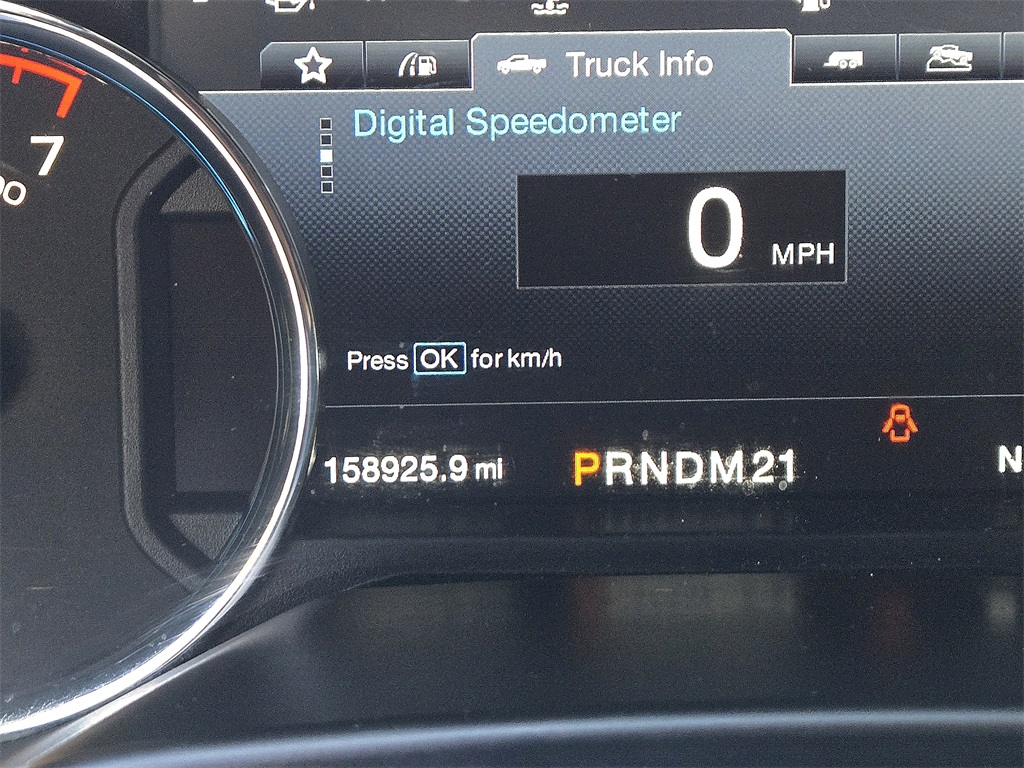 Truck Info
Digital Speedometer
7
0 MPH
Press OK for km/h
158925.9 mi
PRNDM21
N